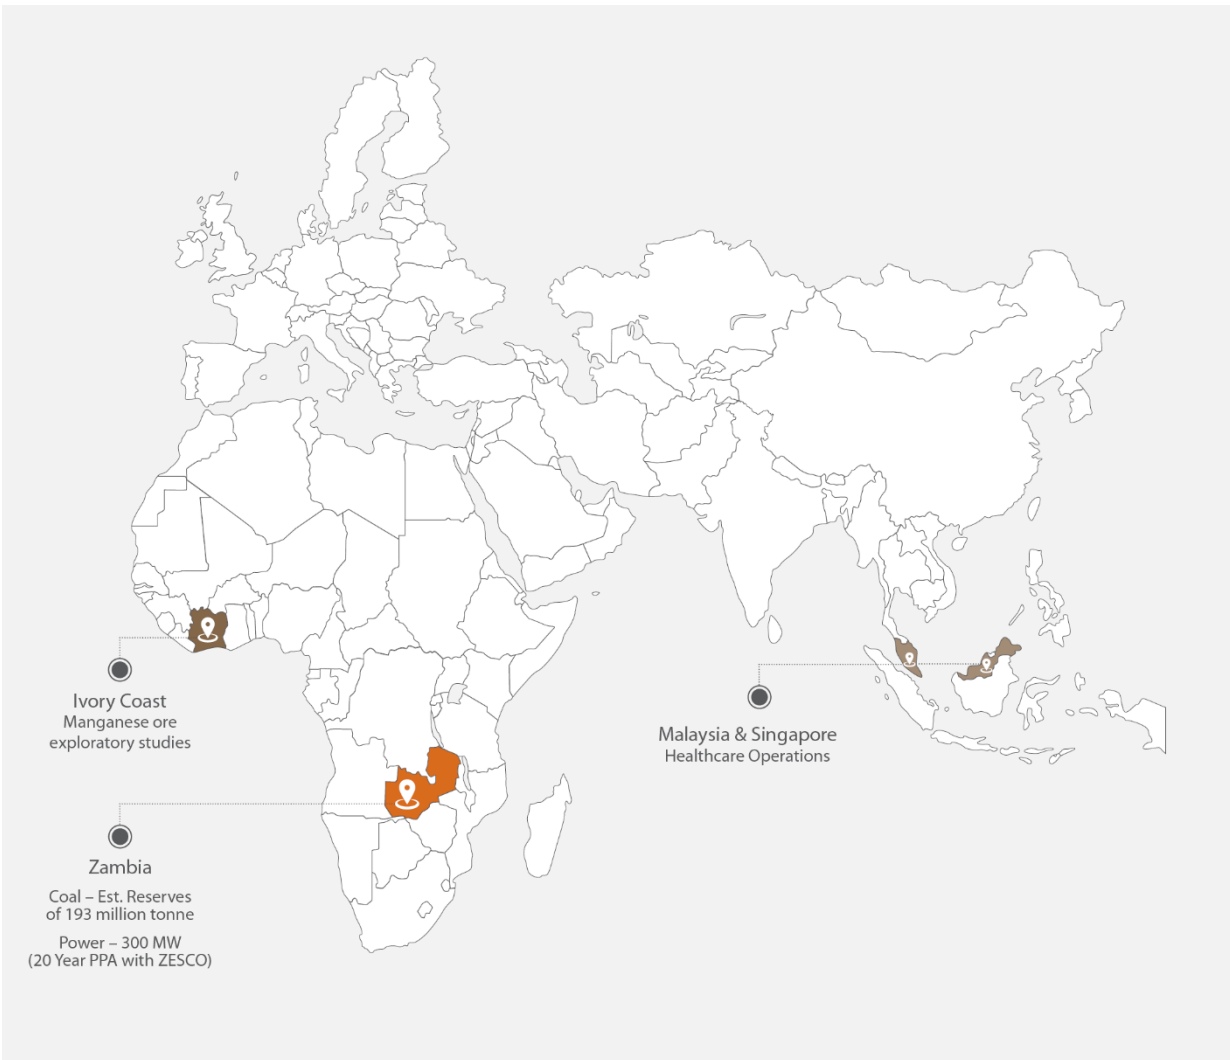 Ivory Coast
Manganese ore
exploratory studies
Malaysia & Singapore
Healthcare Operations
Zambia
Coal – Est. Reserves
of 193 million tonne
Power – 300 MW
(20 Year PPA with ZESCO)